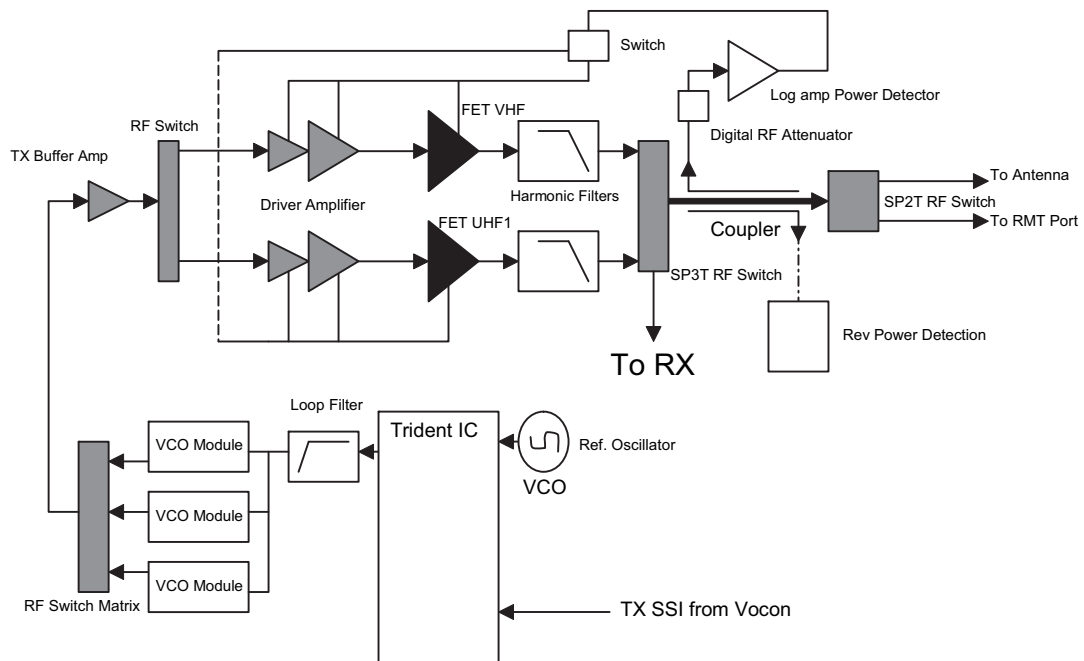 Switch
Log amp Power Detector
FET VHF
RF Switch
Digital RF Attenuator
TX Buffer Amp
To Antenna
Harmonic Filters
SP2T RF Switch
Driver Amplifier
FET UHF1
To RMT Port
Coupler
SP3T RF Switch
Rev Power Detection
To RX
Loop Filter
Trident IC
VCO Module
Ref. Oscillator
VCO
VCO Module
VCO Module
RF Switch Matrix
TX SSI from Vocon